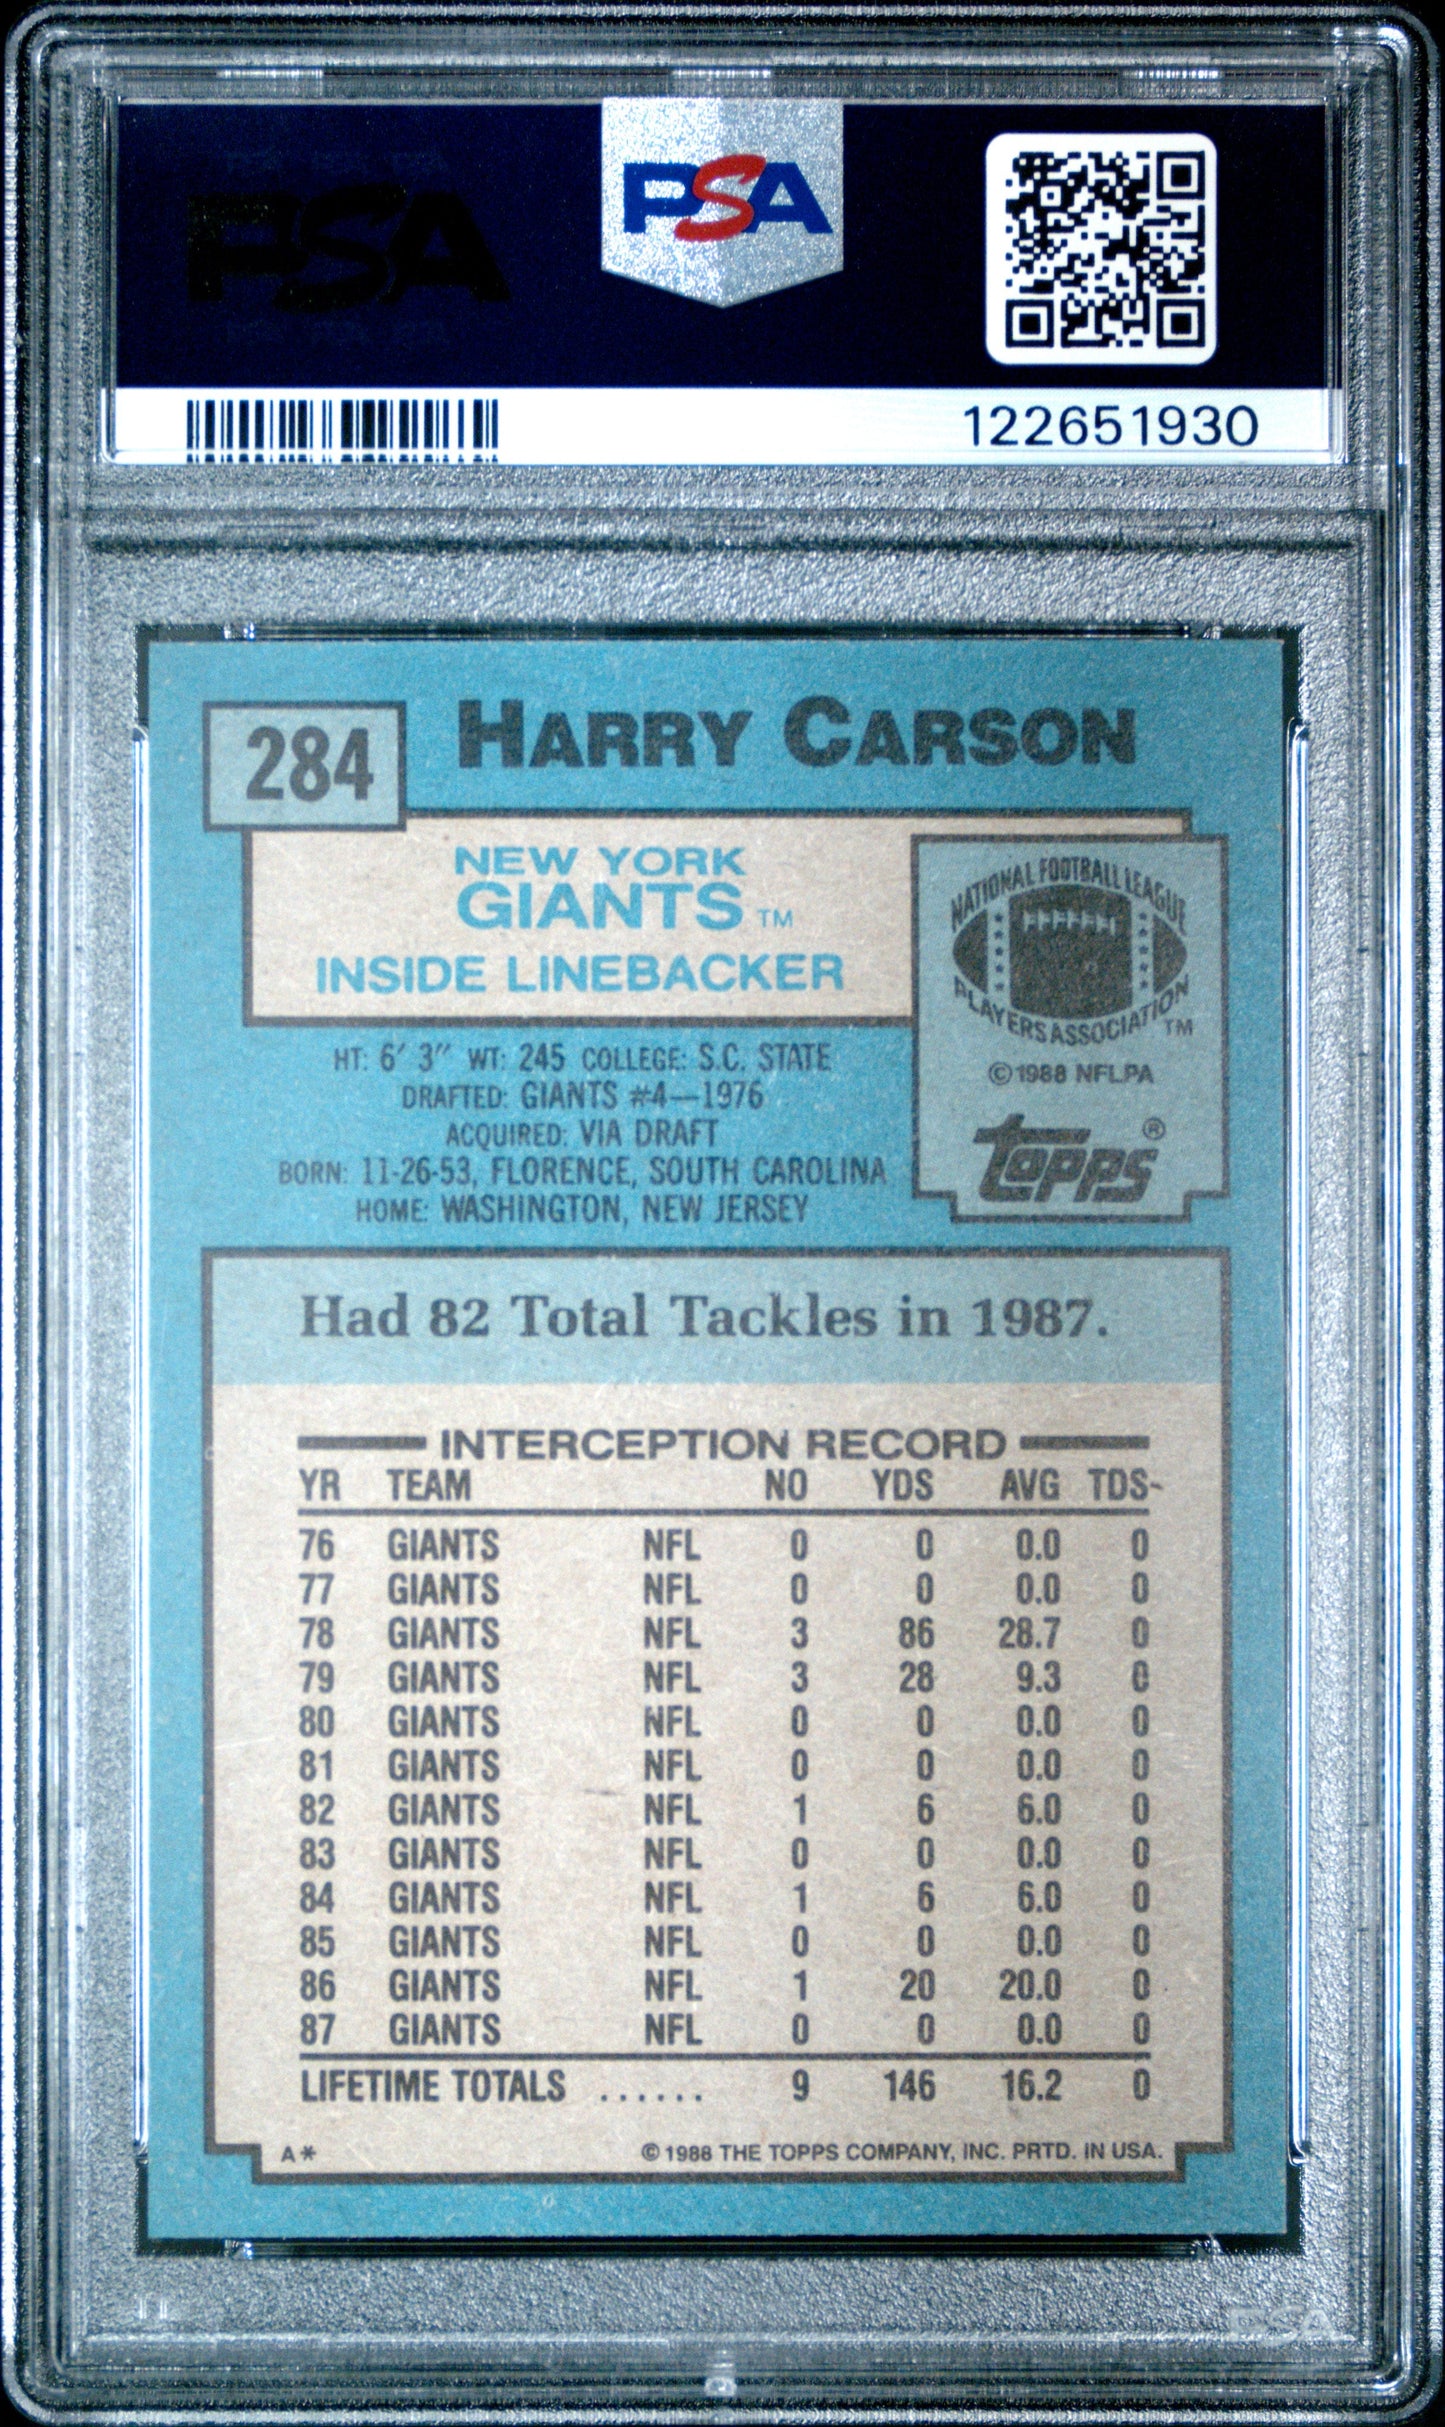 PSA
PSA
122651930
284
HARRY CARSON
NEW YORK
GIANTS TM
INSIDE LINEBACKER
NATIONAL FOOTBALL LEAGUE
PLAYERS ASSOCIATION TM
© 1988 NFLPA
topps ®
HT: 6' 3" WT: 245 COLLEGE: S.C. STATE
DRAFTED: GIANTS #4—1976
ACQUIRED: VIA DRAFT
BORN: 11-26-53, FLORENCE, SOUTH CAROLINA
HOME: WASHINGTON, NEW JERSEY
Had 82 Total Tackles in 1987.
INTERCEPTION RECORD
YR TEAM NO YDS AVG TDS-
76 GIANTS NFL 0 0 0.0 0
77 GIANTS NFL 0 0 0.0 0
78 GIANTS NFL 3 86 28.7 0
79 GIANTS NFL 3 28 9.3 0
80 GIANTS NFL 0 0 0.0 0
81 GIANTS NFL 0 0 0.0 0
82 GIANTS NFL 1 6 6.0 0
83 GIANTS NFL 0 0 0.0 0
84 GIANTS NFL 1 6 6.0 0
85 GIANTS NFL 0 0 0.0 0
86 GIANTS NFL 1 20 20.0 0
87 GIANTS NFL 0 0 0.0 0
LIFETIME TOTALS ...... 9 146 16.2 0
A* © 1988 THE TOPPS COMPANY, INC. PRTD. IN USA.
PSA